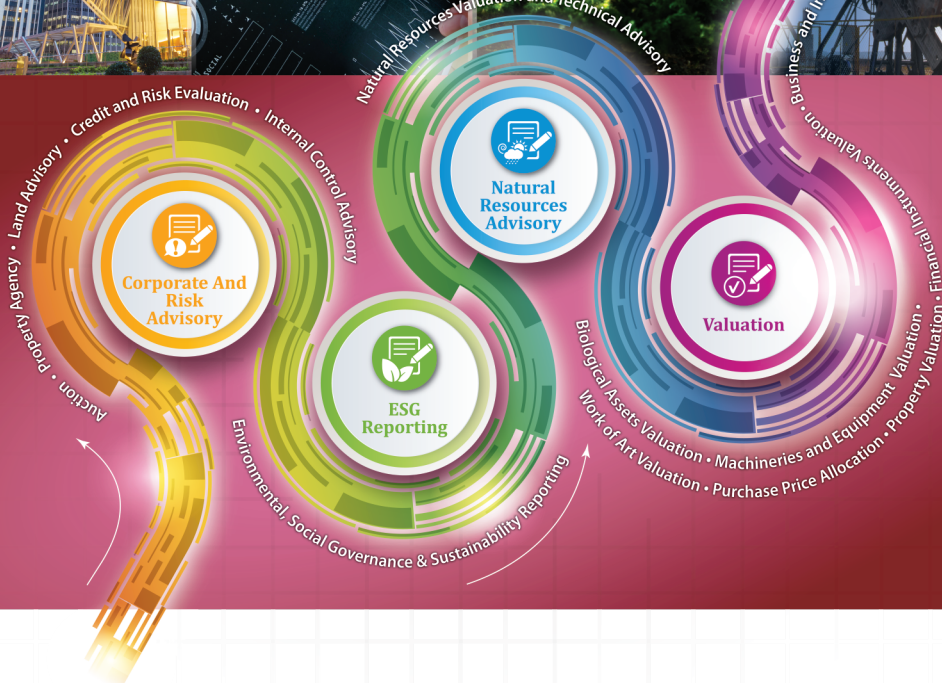 SOCIAL
Auction • Property Agency • Land Advisory • Credit and Risk Evaluation • Internal Control Advisory
Corporate And
Risk
Advisory
Environmental, Social Governance & Sustainability Reporting
ESG
Reporting
Natural Resources Valuation and Technical Advisory
Natural
Resources
Advisory
Biological Assets Valuation • Machineries and Equipment Valuation •
Work of Art Valuation • Purchase Price Allocation • Property Valuation • Financial Instruments Valuation • Business and
Valuation